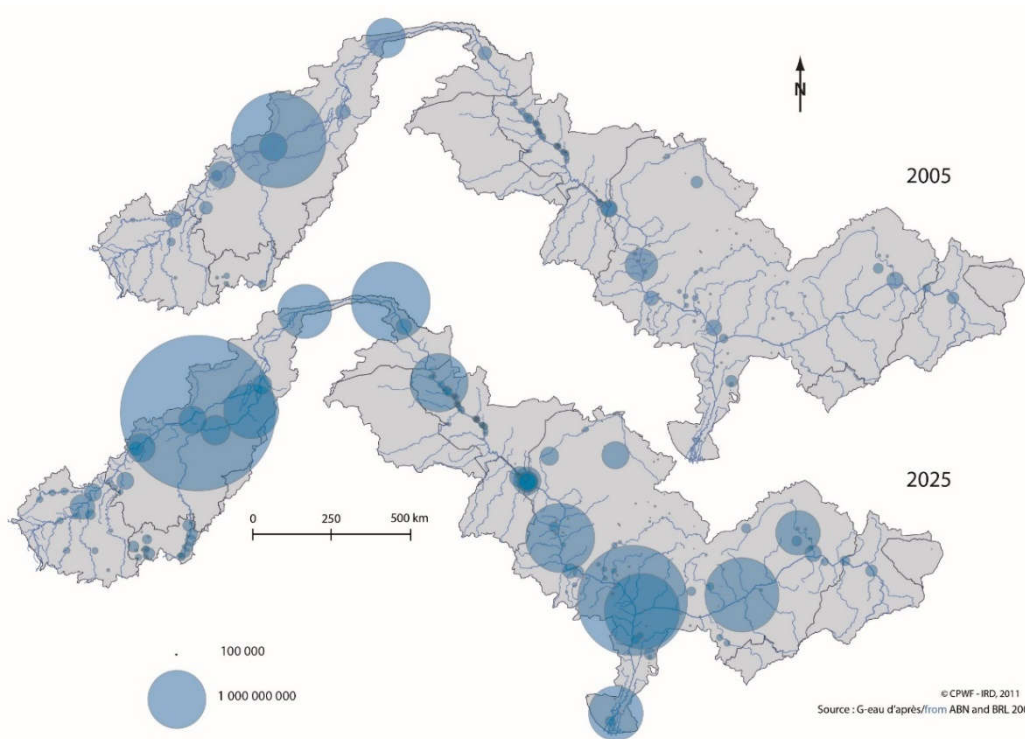 N
2005
2025
0 250 500 km
100 000
1 000 000 000
© CPWF - IRD, 2011
Source : G-eau d'après/from ABN and BRL